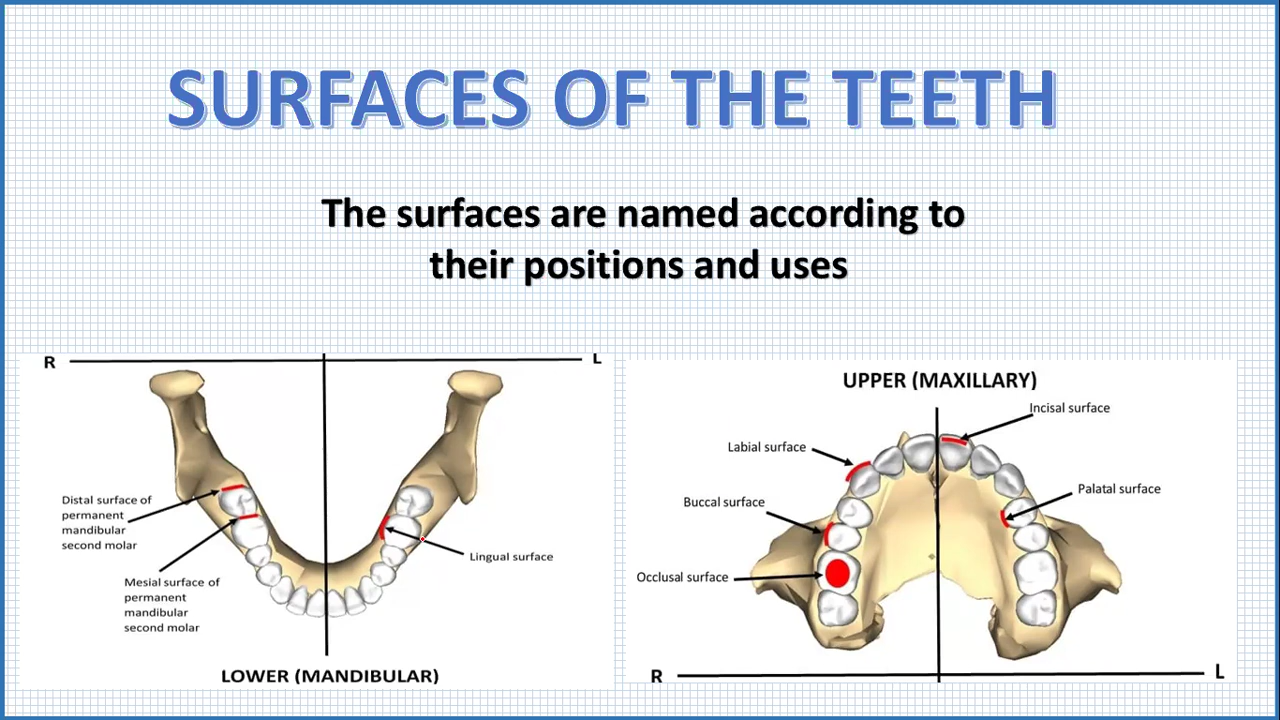 SURFACES OF THE TEETH
The surfaces are named according to
their positions and uses
R
L
Distal surface of
permanent
mandibular
second molar
Mesial surface of
permanent
mandibular
second molar
Lingual surface
LOWER (MANDIBULAR)
UPPER (MAXILLARY)
Incisal surface
Labial surface
Buccal surface
Palatal surface
Occlusal surface
R
L